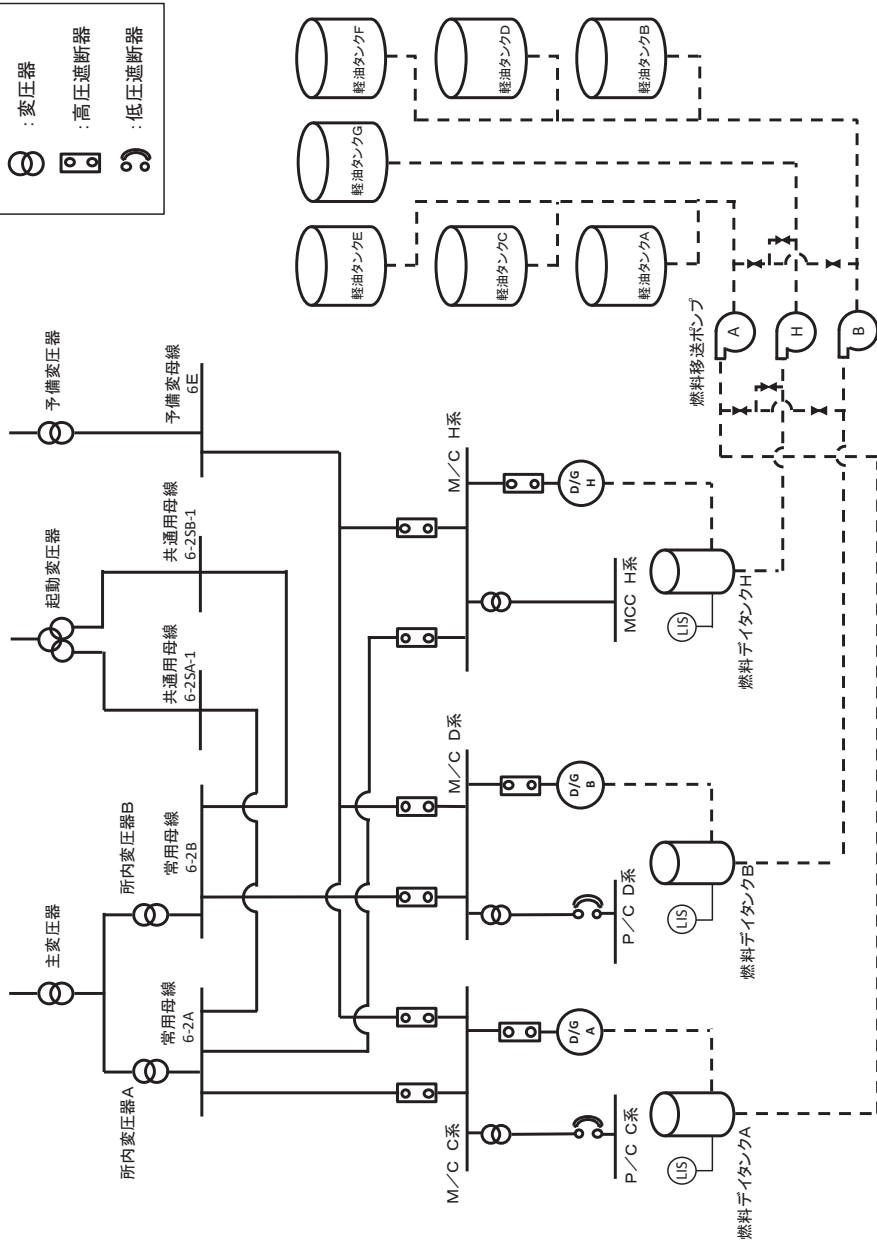 ：変圧器
：高圧遮断器
：低圧遮断器
主変圧器
起動変圧器
予備変圧器
所内変圧器A
所内変圧器B
常用母線
6-2A
常用母線
6-2B
共通用母線
6-2SA-1
共通用母線
6-2SB-1
予備変母線
6E
M／C C系
M／C D系
M／C H系
P／C C系
D/G
A
P／C D系
D/G
B
MCC H系
D/G
H
LIS
燃料デイタンクA
LIS
燃料デイタンクB
LIS
燃料デイタンクH
燃料移送ポンプ
A
H
B
軽油タンクE
軽油タンクC
軽油タンクA
軽油タンクG
軽油タンクF
軽油タンクD
軽油タンクB